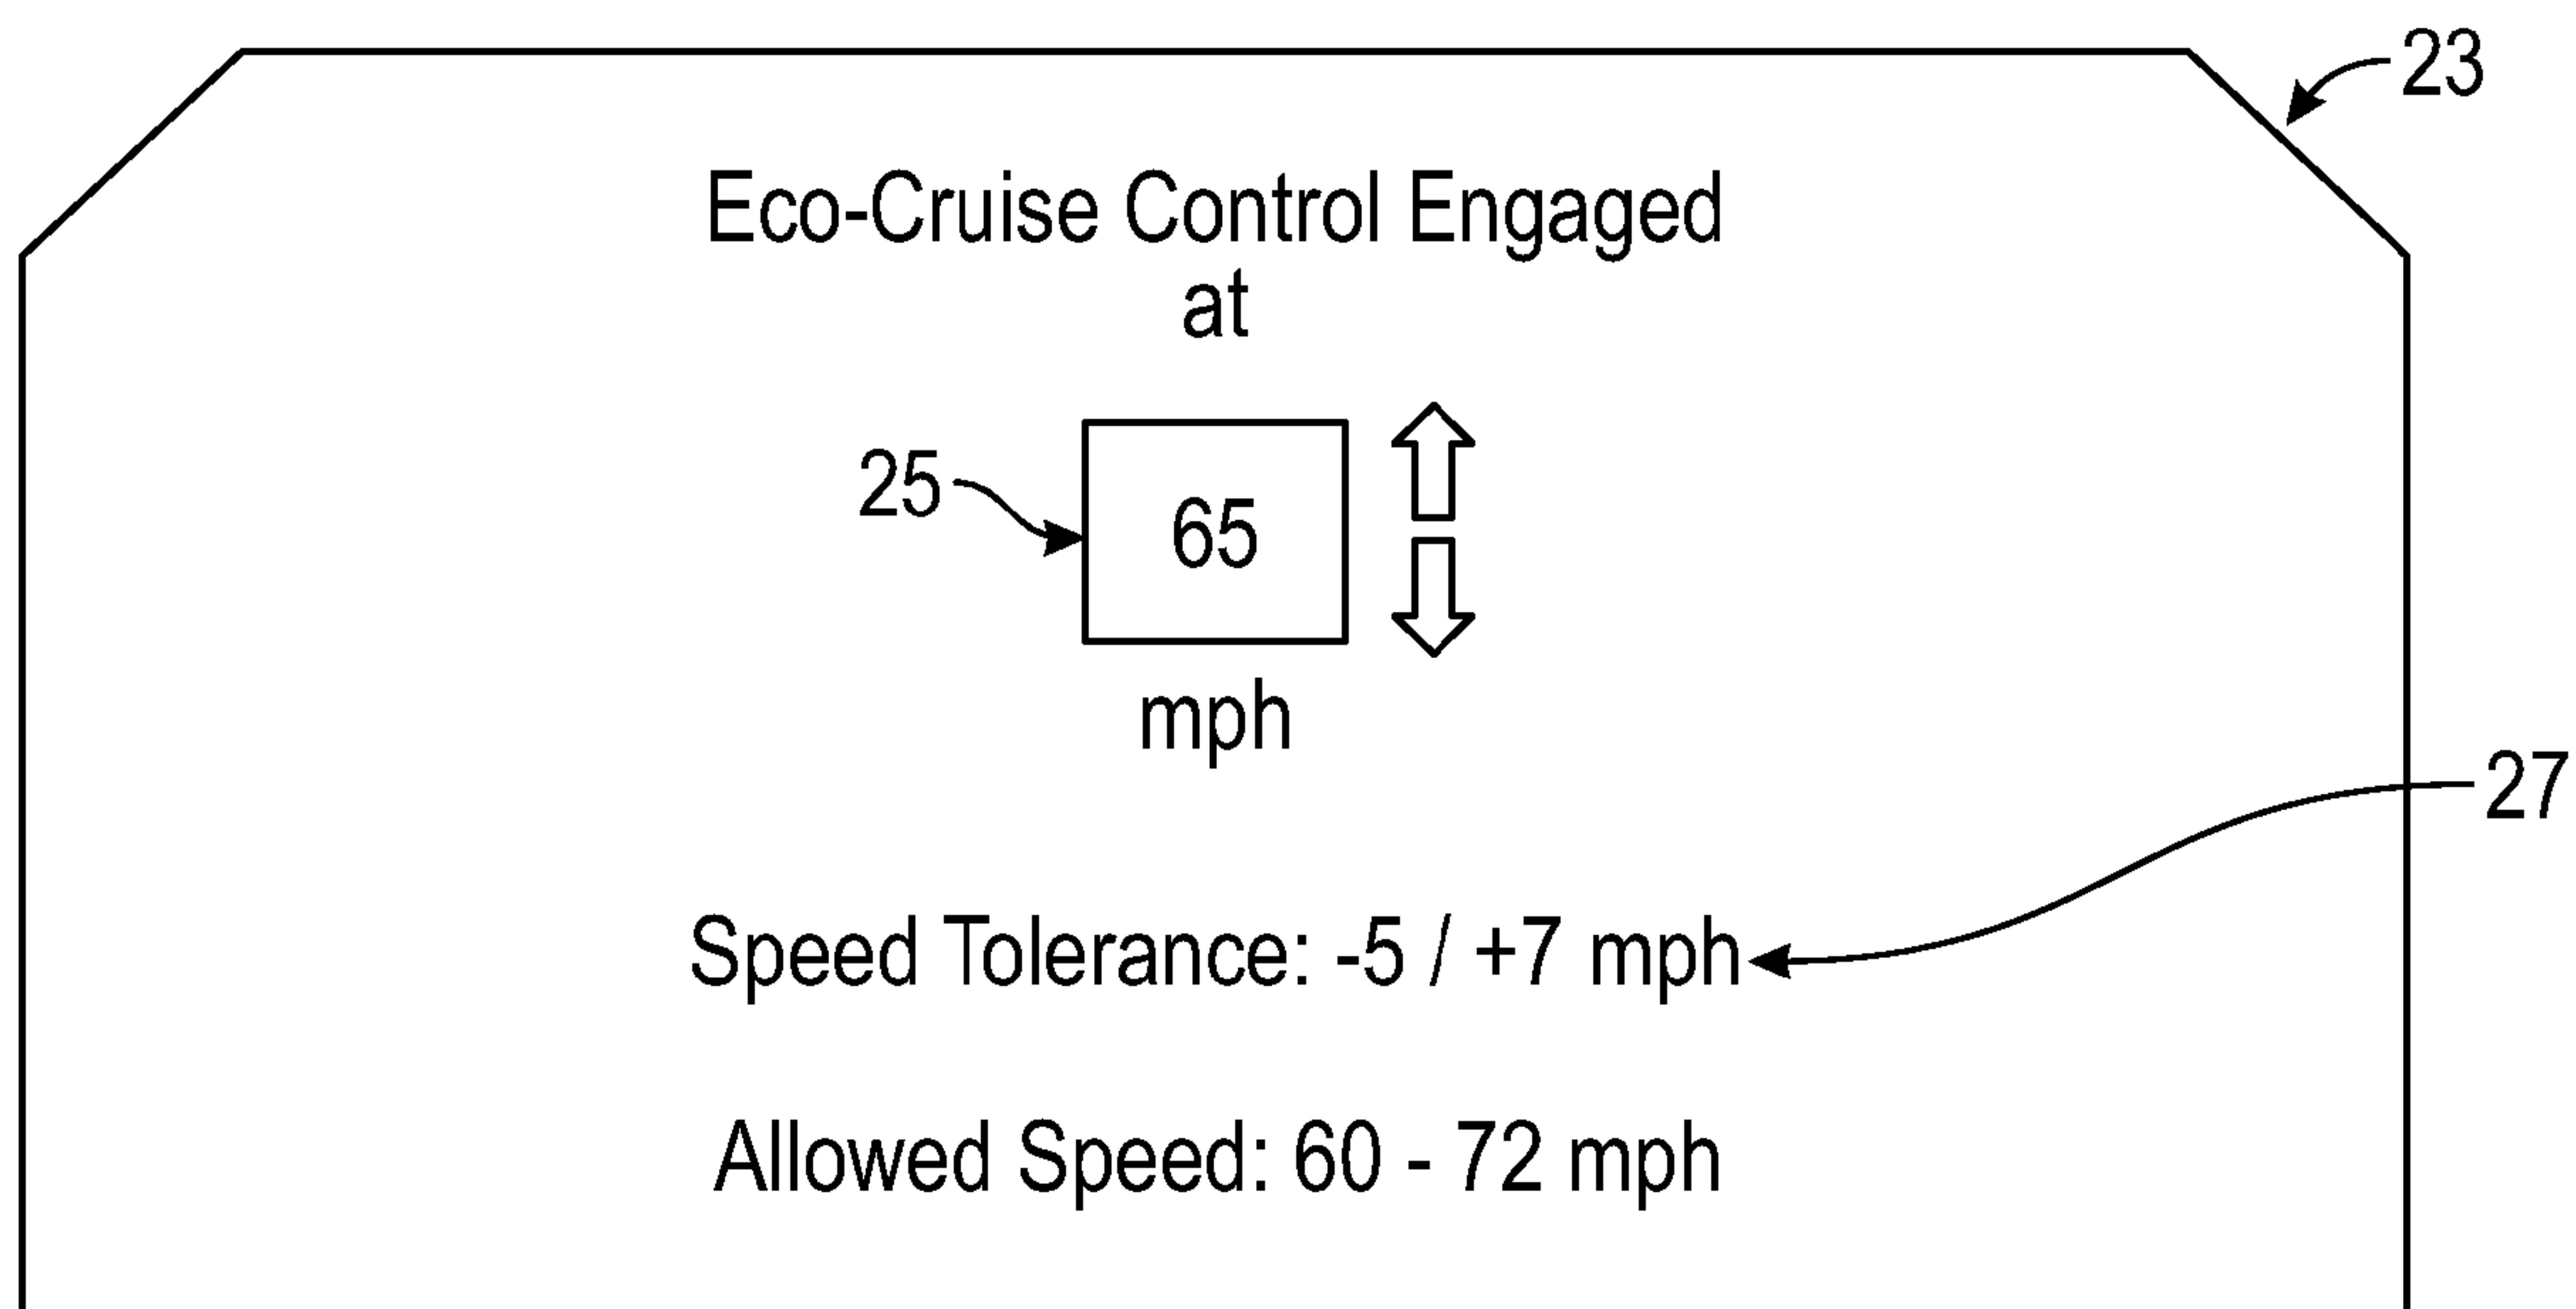 23
Eco-Cruise Control Engaged
at
25
65
mph
27
Speed Tolerance: -5 / +7 mph
Allowed Speed: 60 - 72 mph